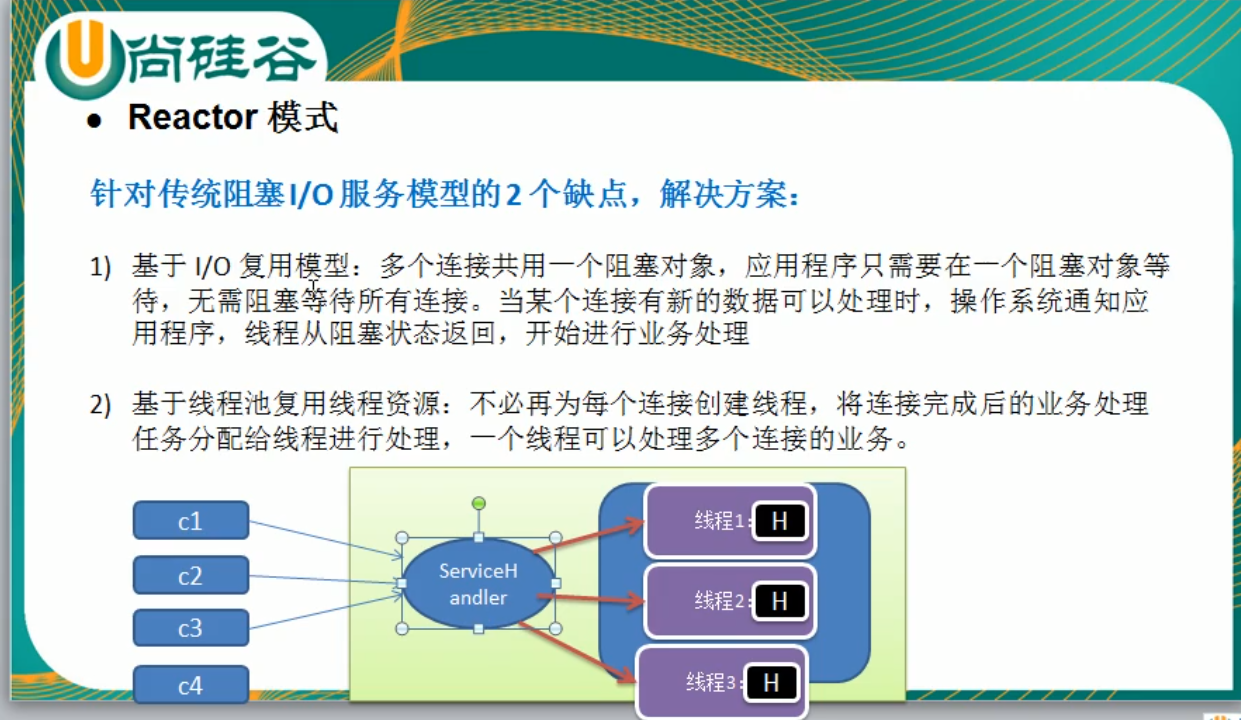 尚硅谷
● Reactor 模式
针对传统阻塞I/O服务模型的2个缺点，解决方案：
1) 基于 I/O 复用模型：多个连接共用一个阻塞对象，应用程序只需要在一个阻塞对象等
待，无需阻塞等待所有连接。当某个连接有新的数据可以处理时，操作系统通知应
用程序，线程从阻塞状态返回，开始进行业务处理
2) 基于线程池复用线程资源：不必再为每个连接创建线程，将连接完成后的业务处理
任务分配给线程进行处理，一个线程可以处理多个连接的业务。
c1
c2
c3
c4
ServiceH
andler
线程1: H
线程2: H
线程3: H